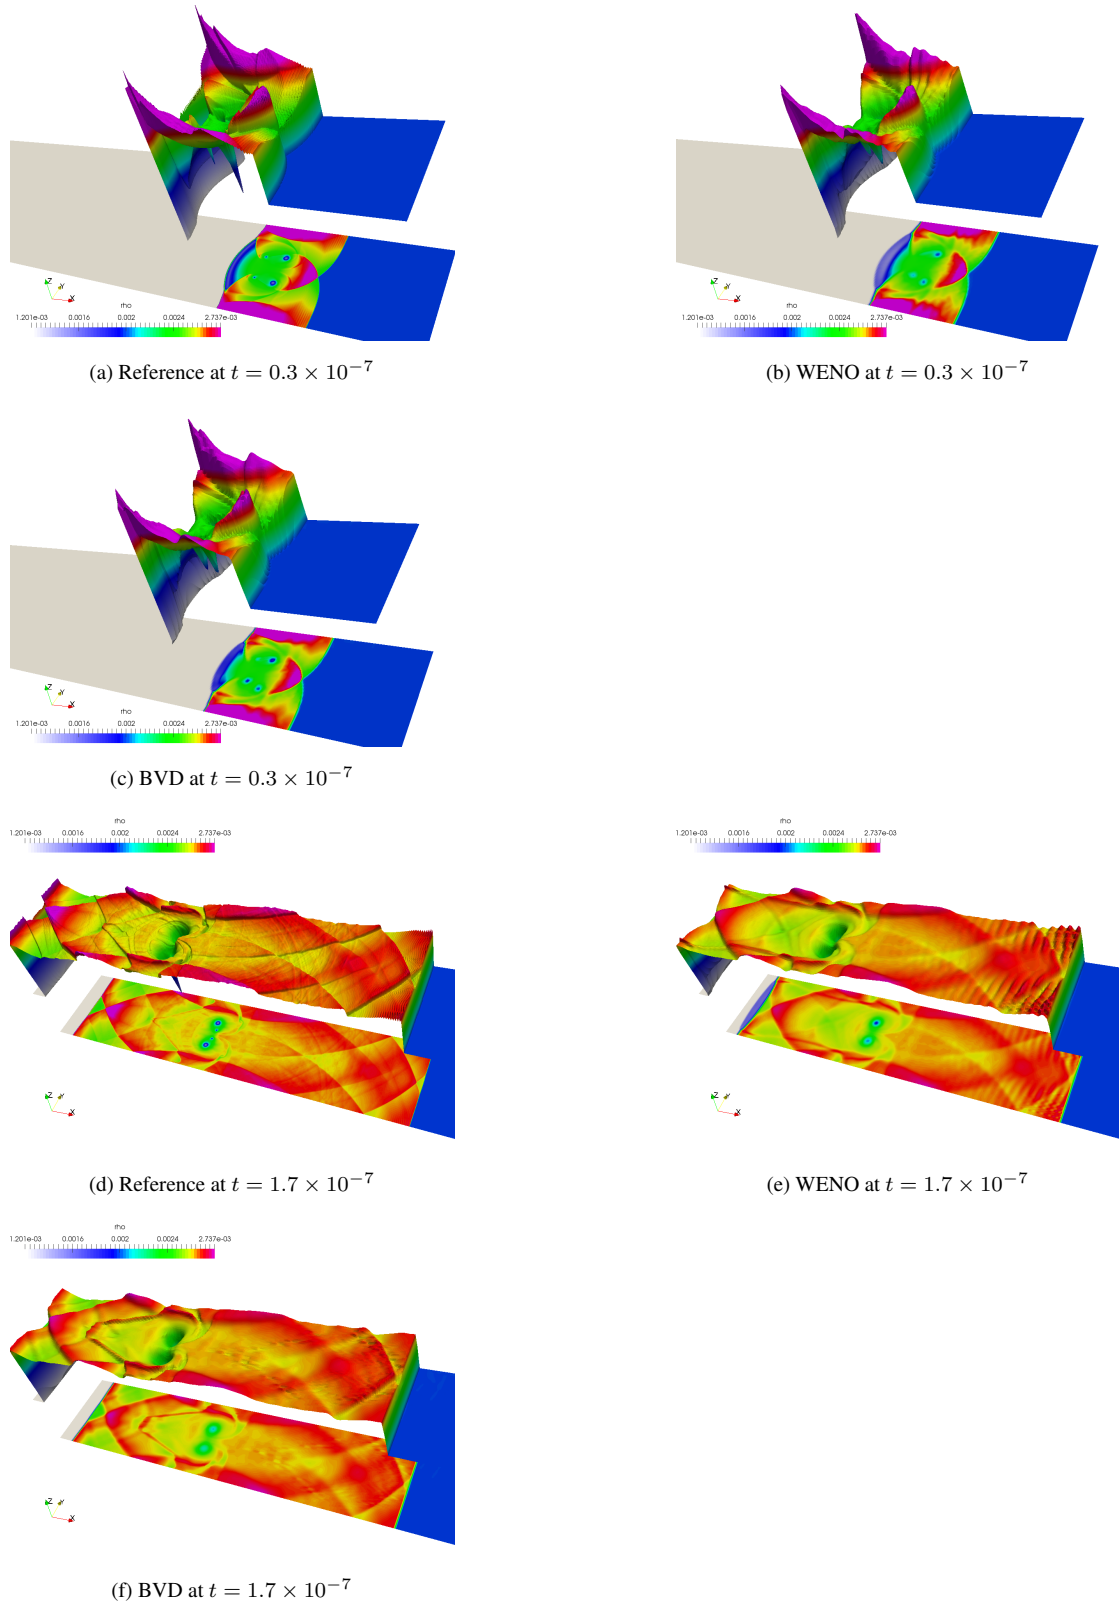 Z
Y
X
rho
1.201e-03 0.0016 0.002 0.0024 2.737e-03
(a) Reference at t = 0.3 × 10⁻⁷
Z
Y
X
rho
1.201e-03 0.0016 0.002 0.0024 2.737e-03
(b) WENO at t = 0.3 × 10⁻⁷
Z
Y
X
rho
1.201e-03 0.0016 0.002 0.0024 2.737e-03
(c) BVD at t = 0.3 × 10⁻⁷
rho
1.201e-03 0.0016 0.002 0.0024 2.737e-03
Z
Y
X
(d) Reference at t = 1.7 × 10⁻⁷
rho
1.201e-03 0.0016 0.002 0.0024 2.737e-03
Z
Y
X
(e) WENO at t = 1.7 × 10⁻⁷
rho
1.201e-03 0.0016 0.002 0.0024 2.737e-03
Z
Y
X
(f) BVD at t = 1.7 × 10⁻⁷